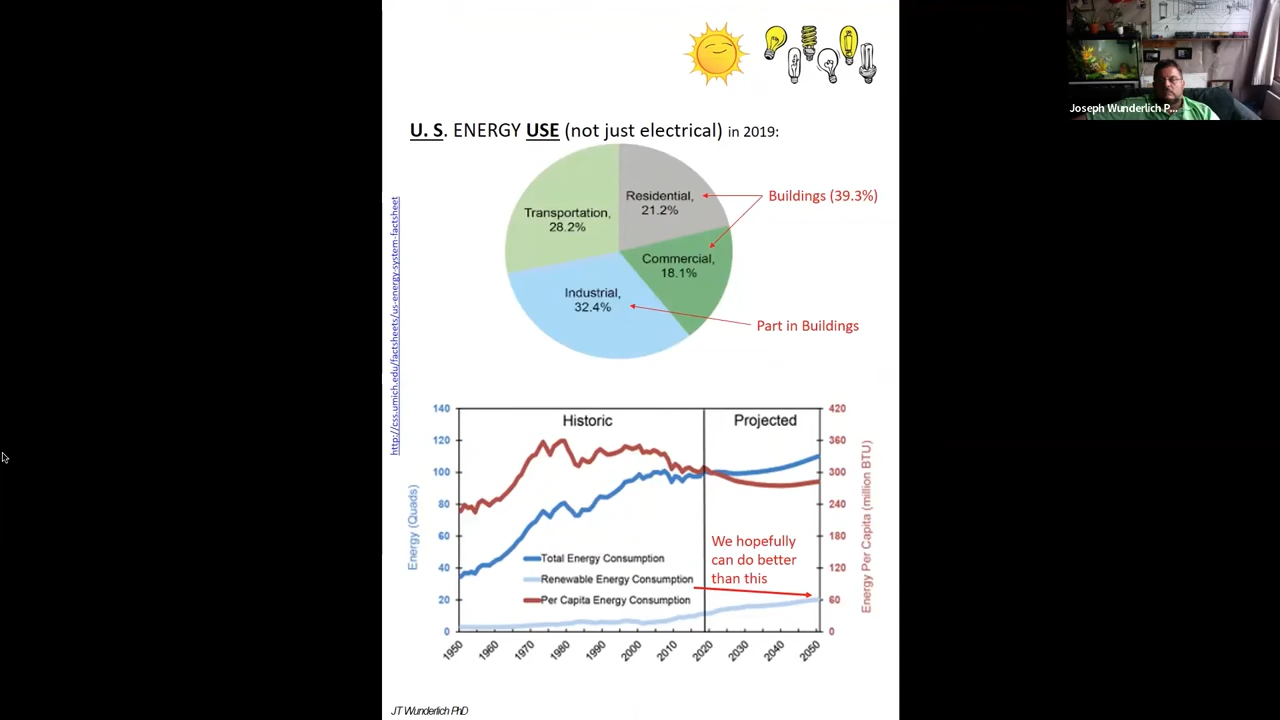 Joseph Wunderlich P...
U. S. ENERGY USE (not just electrical) in 2019:
http://css.umich.edu/factsheets/us-energy-system-factsheet
Residential,
21.2%
Buildings (39.3%)
Transportation,
28.2%
Commercial,
18.1%
Industrial,
32.4%
Part in Buildings
Historic
Projected
140
120
100
80
60
40
20
0
Energy (Quads)
420
360
300
240
180
120
60
0
Energy Per Capita (million BTU)
We hopefully
can do better
than this
Total Energy Consumption
Renewable Energy Consumption
Per Capita Energy Consumption
1950
1960
1970
1980
1990
2000
2010
2020
2030
2040
2050
JT Wunderlich PhD